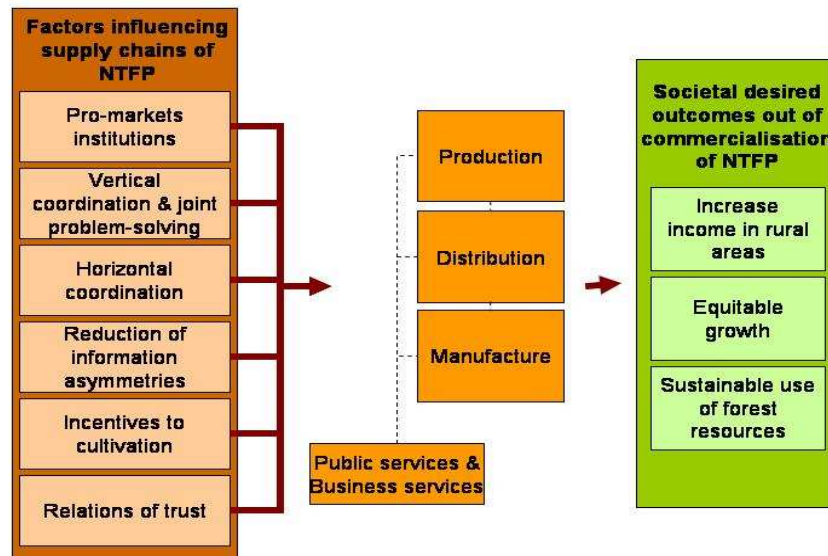 Factors influencing
supply chains of
NTFP
Pro-markets
institutions
Vertical
coordination & joint
problem-solving
Horizontal
coordination
Reduction of
information
asymmetries
Incentives to
cultivation
Relations of trust
Production
Distribution
Manufacture
Public services &
Business services
Societal desired
outcomes out of
commercialisation
of NTFP
Increase
income in rural
areas
Equitable
growth
Sustainable use
of forest
resources